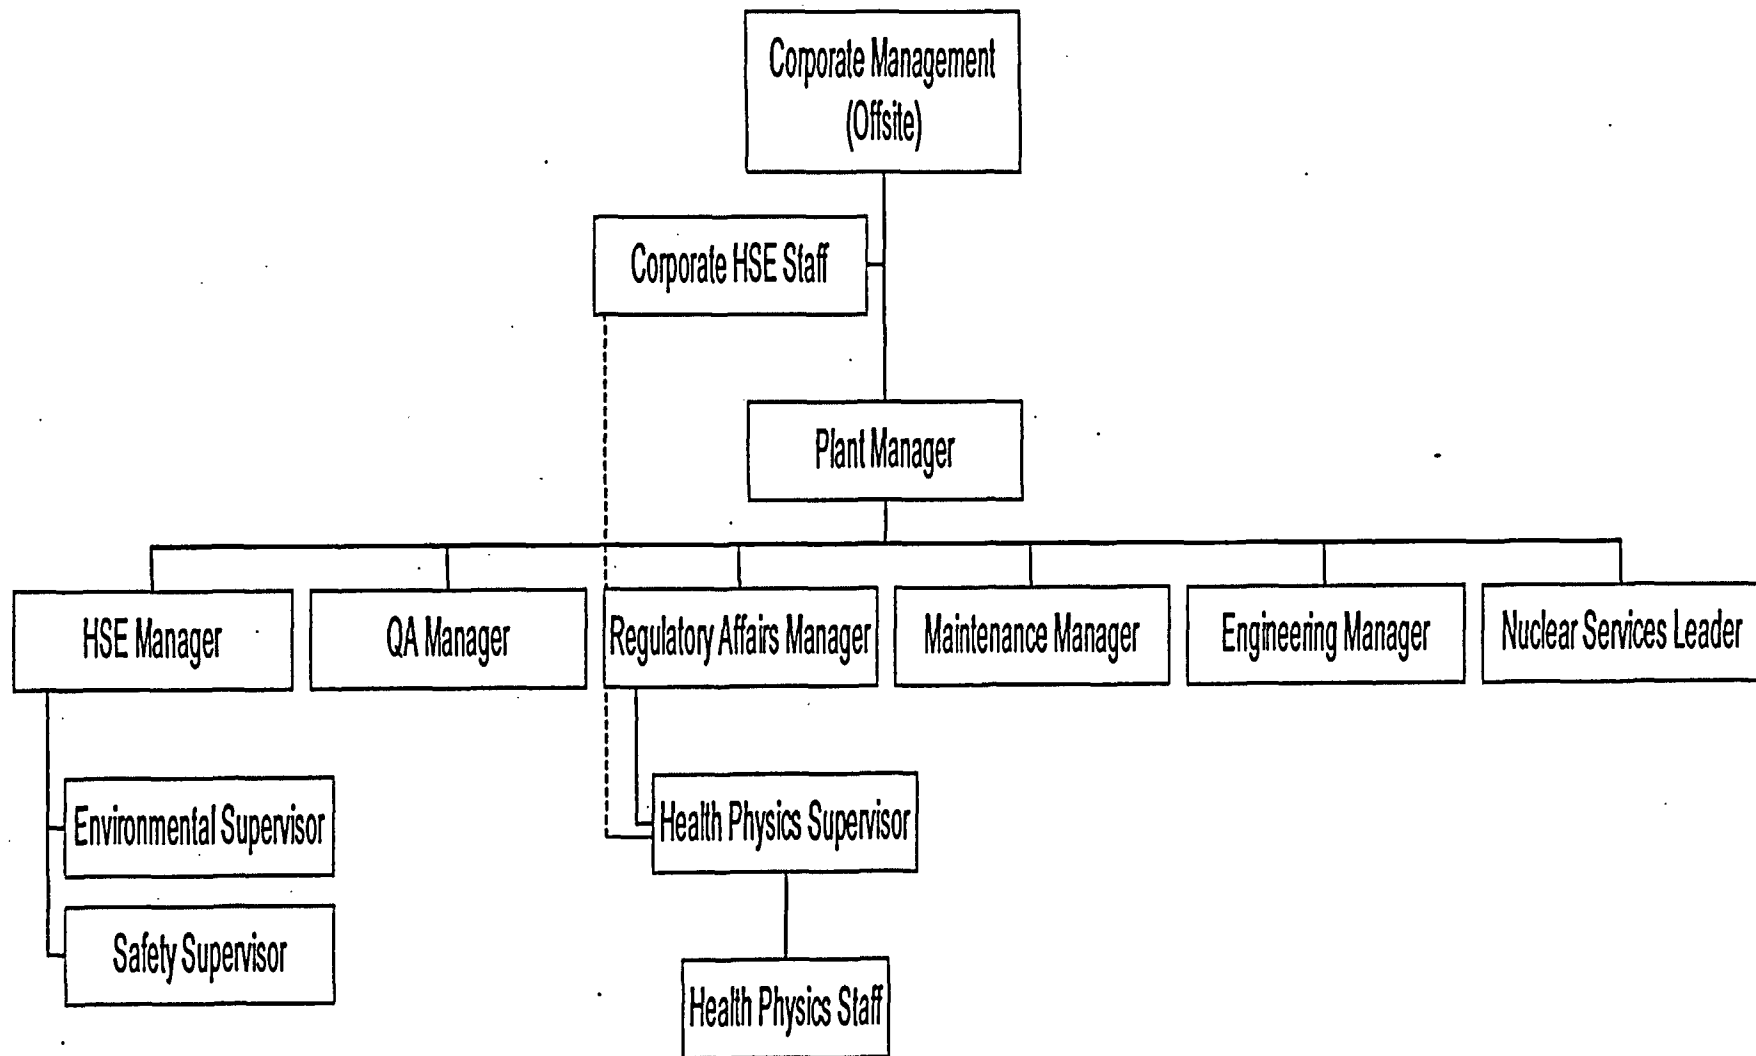 Corporate Management
(Offsite)
Corporate HSE Staff
Plant Manager
HSE Manager
QA Manager
Regulatory Affairs Manager
Maintenance Manager
Engineering Manager
Nuclear Services Leader
Environmental Supervisor
Health Physics Supervisor
Safety Supervisor
Health Physics Staff